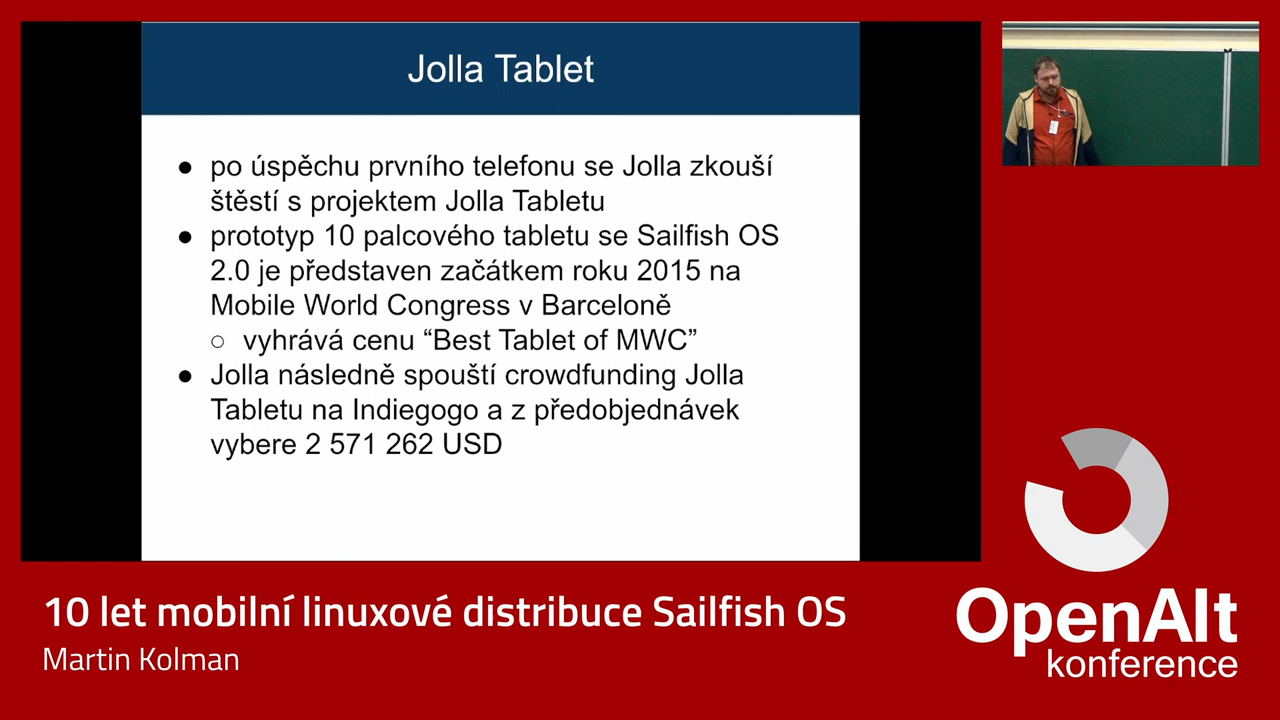 Jolla Tablet
● po úspěchu prvního telefonu se Jolla zkouší
štěstí s projektem Jolla Tabletu
● prototyp 10 palcového tabletu se Sailfish OS
2.0 je představen začátkem roku 2015 na
Mobile World Congress v Barceloně
○ vyhrává cenu “Best Tablet of MWC”
● Jolla následně spouští crowdfunding Jolla
Tabletu na Indiegogo a z předobjednávek
vybere 2 571 262 USD
10 let mobilní linuxové distribuce Sailfish OS
Martin Kolman
OpenAlt
konference